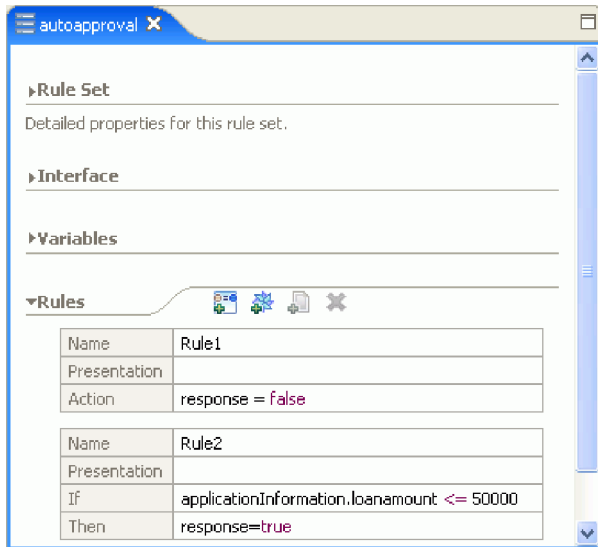 autoapproval
Rule Set
Detailed properties for this rule set.
Interface
Variables
Rules
Name Rule1
Presentation
Action response = false
Name Rule2
Presentation
If applicationInformation.loanamount <= 50000
Then response=true